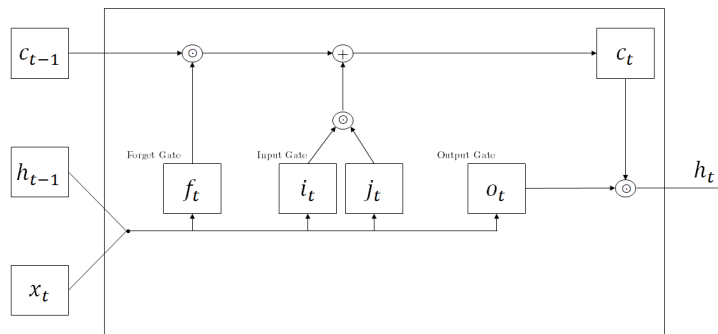 c_{t-1}
⊙
+
c_t
⊙
Forget Gate
Input Gate
Output Gate
h_{t-1}
f_t
i_t
j_t
o_t
⊙
h_t
x_t